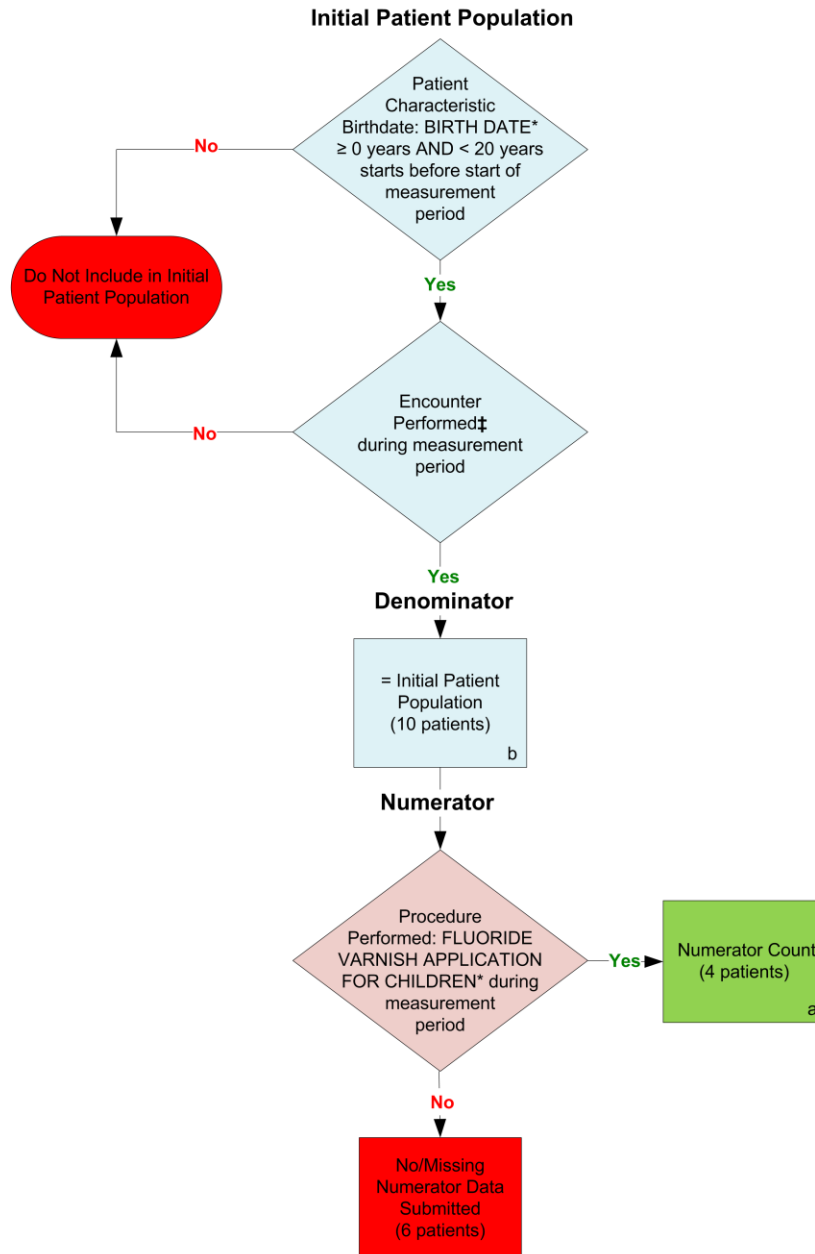 Initial Patient Population
Patient
Characteristic
Birthdate: BIRTH DATE*
≥ 0 years AND < 20 years
starts before start of
measurement
period
No
Do Not Include in Initial
Patient Population
Yes
Encounter
Performed‡
during measurement
period
No
Yes
Denominator
= Initial Patient
Population
(10 patients)
b
Numerator
Procedure
Performed: FLUORIDE
VARNISH APPLICATION
FOR CHILDREN* during
measurement
period
Yes
Numerator Count
(4 patients)
a
No
No/Missing
Numerator Data
Submitted
(6 patients)